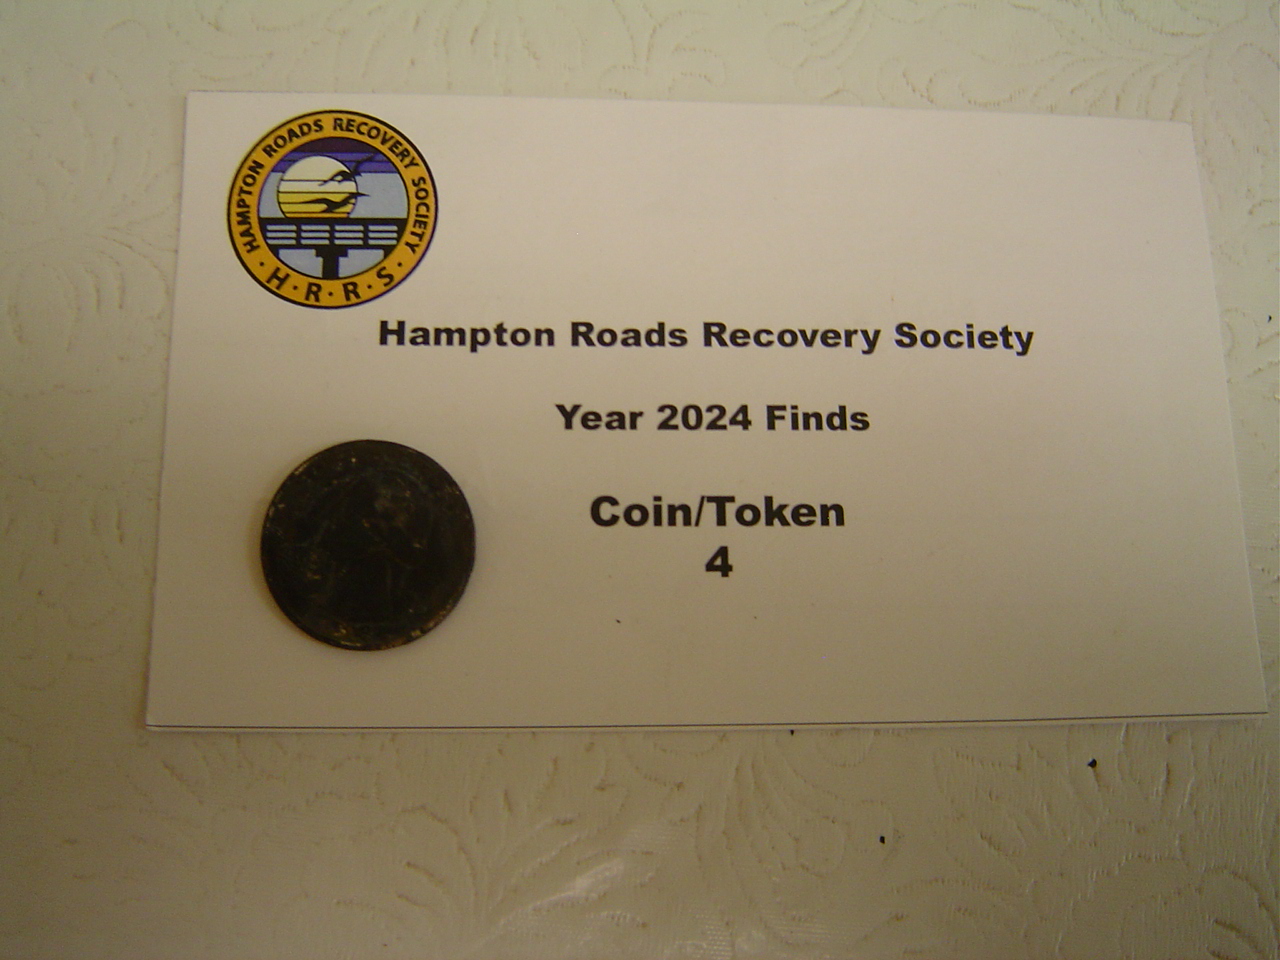 HAMPTON ROADS RECOVERY SOCIETY
· H · R · R · S ·
Hampton Roads Recovery Society
Year 2024 Finds
Coin/Token
4